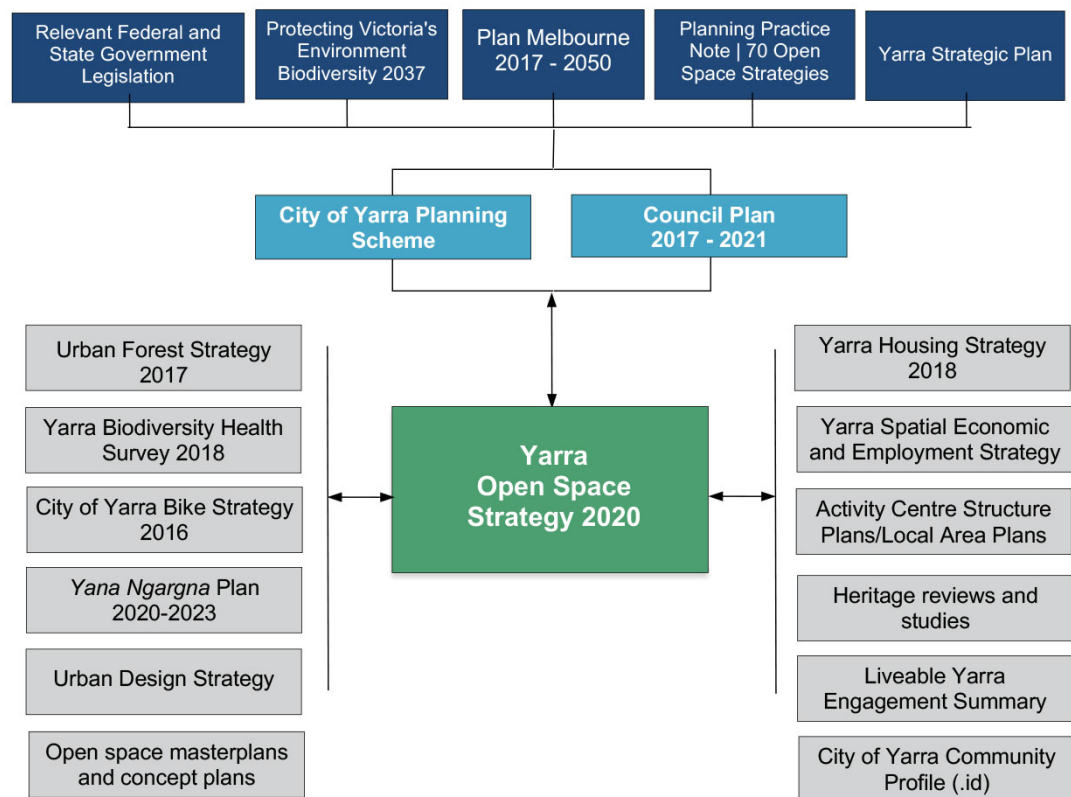 Relevant Federal and
State Government
Legislation
Protecting Victoria's
Environment
Biodiversity 2037
Plan Melbourne
2017 - 2050
Planning Practice
Note | 70 Open
Space Strategies
Yarra Strategic Plan
City of Yarra Planning
Scheme
Council Plan
2017 - 2021
Urban Forest Strategy
2017
Yarra Biodiversity Health
Survey 2018
City of Yarra Bike Strategy
2016
Yana Ngargna Plan
2020-2023
Urban Design Strategy
Open space masterplans
and concept plans
Yarra
Open Space
Strategy 2020
Yarra Housing Strategy
2018
Yarra Spatial Economic
and Employment Strategy
Activity Centre Structure
Plans/Local Area Plans
Heritage reviews and
studies
Liveable Yarra
Engagement Summary
City of Yarra Community
Profile (.id)